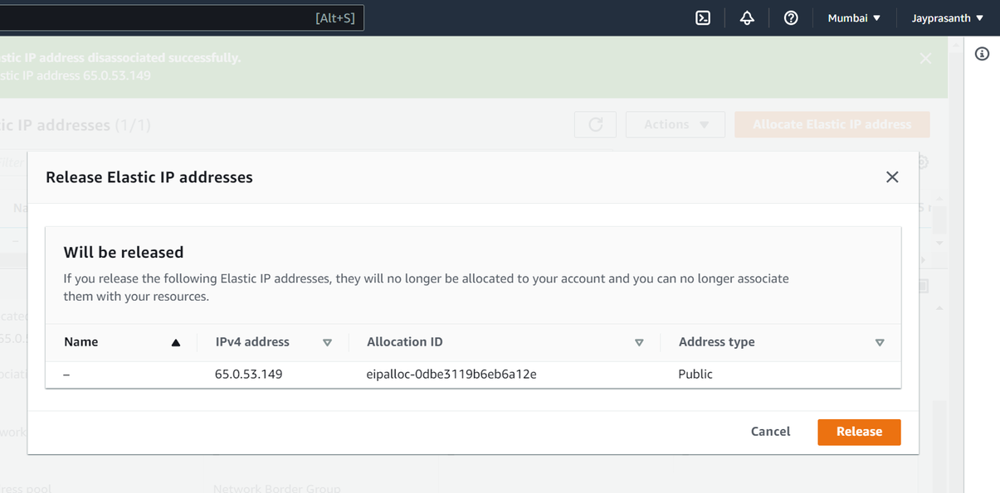 [Alt+S]
Mumbai ▼
Jayprasanth ▼
stic IP address disassociated successfully.
stic IP address 65.0.53.149
tic IP addresses (1/1)
Actions ▼
Allocate Elastic IP address
Filter
Na
Release Elastic IP addresses
Will be released
If you release the following Elastic IP addresses, they will no longer be allocated to your account and you can no longer associate
them with your resources.
Name IPv4 address Allocation ID Address type
– 65.0.53.149 eipalloc-0dbe3119b6eb6a12e Public
Cancel
Release
ress pool
Network Border Group